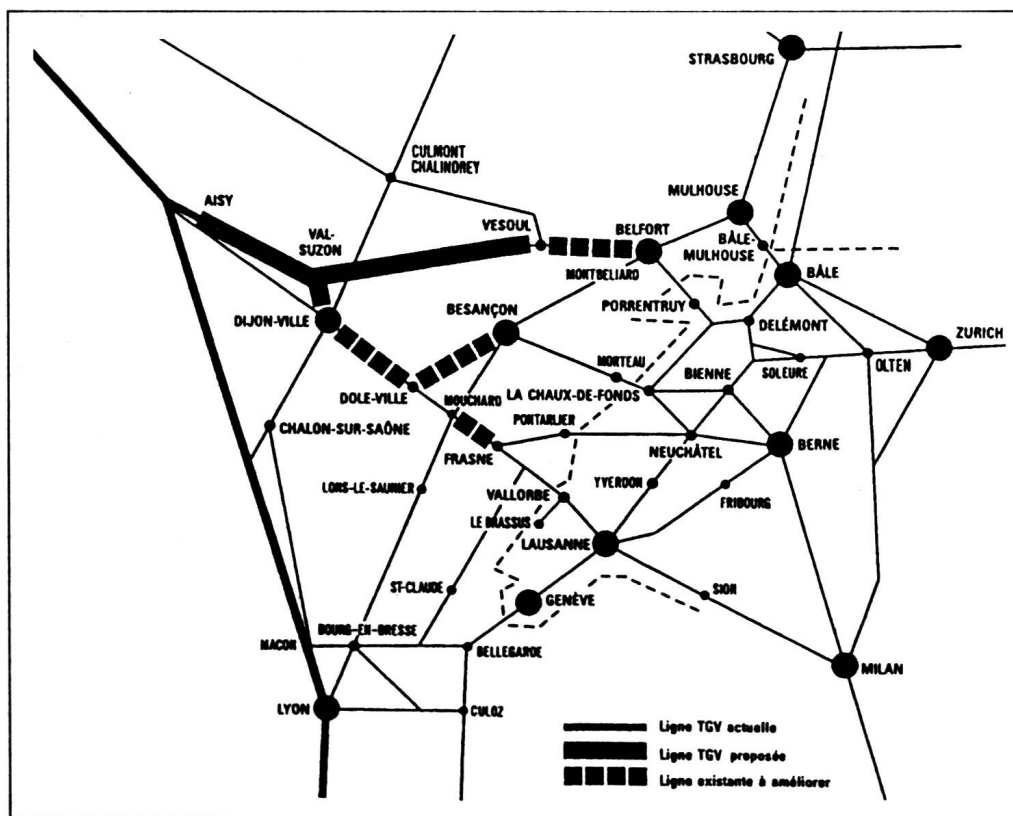 STRASBOURG
CULMONT
CHALINDREY
MULHOUSE
AISY
VAL-
SUZON
VESOUL
BELFORT
BÂLE-
MULHOUSE
MONTBELIARD
BÂLE
PORRENTRUY
DIJON-VILLE
BESANÇON
DELÉMONT
ZURICH
MORTEAU
BIENNE
SOLEURE
OLTEN
DOLE-VILLE
MOUCHARD
LA CHAUX-DE-FONDS
PONTARLIER
CHALON-SUR-SAÔNE
FRASNE
NEUCHÂTEL
BERNE
LONS-LE-SAUNIER
VALLORBE
YVERDON
FRIBOURG
LE BRASSUS
LAUSANNE
ST-CLAUDE
GENÈVE
SION
MACON
BOURG-EN-BRESSE
BELLEGARDE
MILAN
LYON
CULOZ
Ligne TGV actuelle
Ligne TGV proposée
Ligne existante à améliorer